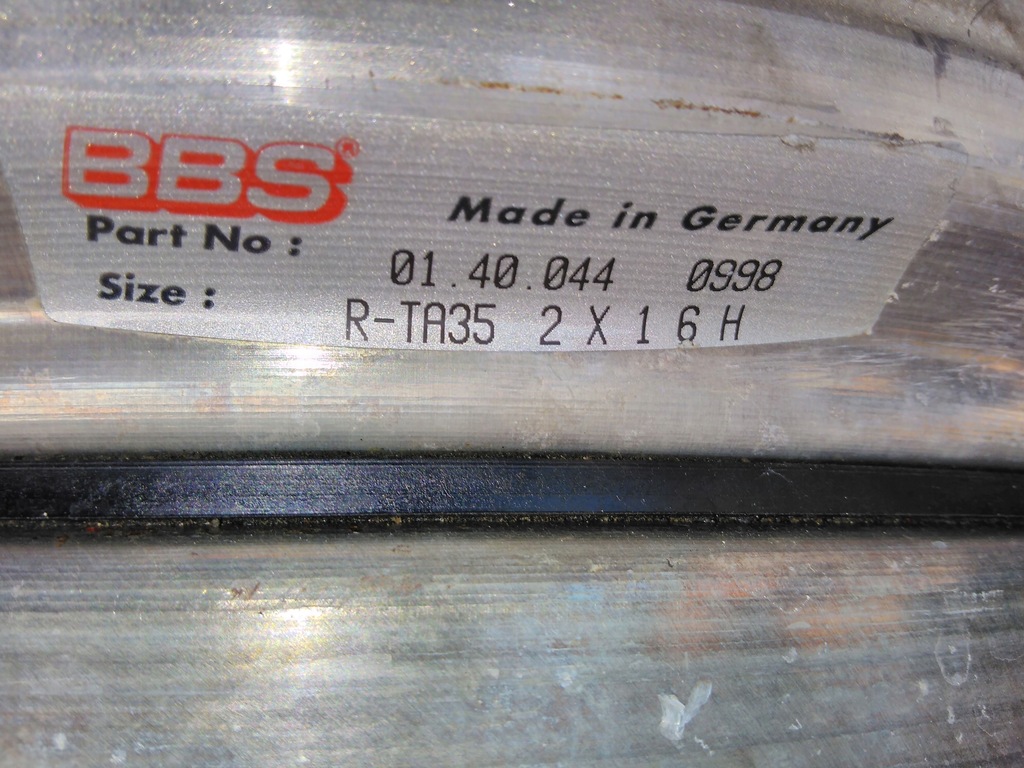 BBS®
Made in Germany
Part No : 01.40.044 0998
Size : R-TA35 2 X 1 6 H